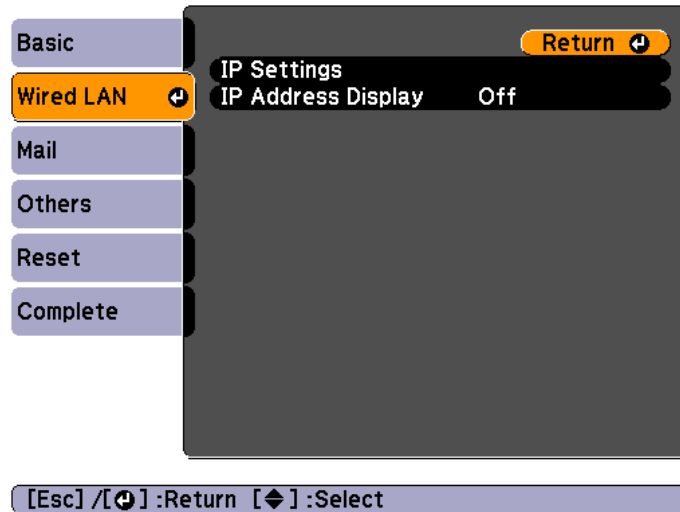 Basic
Wired LAN
Mail
Others
Reset
Complete
Return
IP Settings
IP Address Display Off
[Esc] /[ ] :Return [ ] :Select